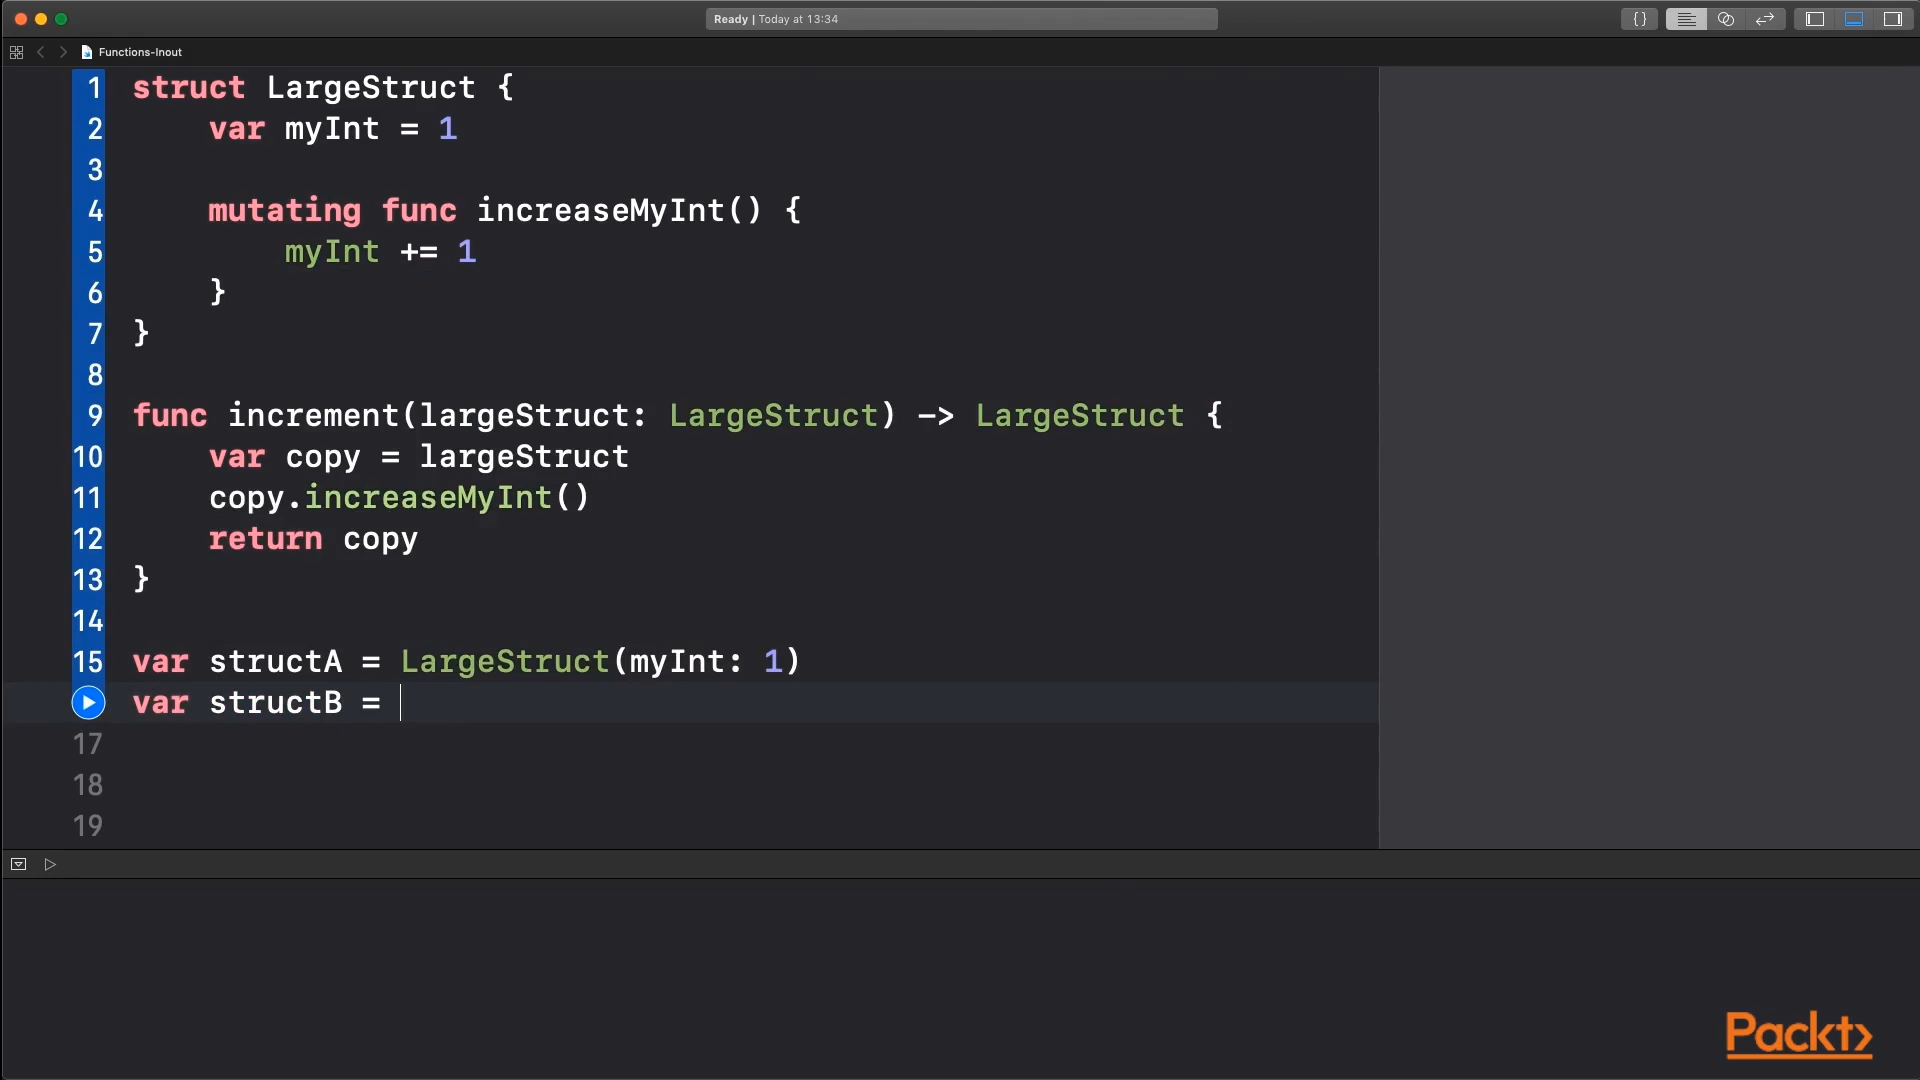 Ready | Today at 13:34
{}
Functions-Inout
1 struct LargeStruct {
2     var myInt = 1
3
4     mutating func increaseMyInt() {
5         myInt += 1
6     }
7 }
8
9 func increment(largeStruct: LargeStruct) -> LargeStruct {
10     var copy = largeStruct
11     copy.increaseMyInt()
12     return copy
13 }
14
15 var structA = LargeStruct(myInt: 1)
var structB =
17
18
19
Packt>